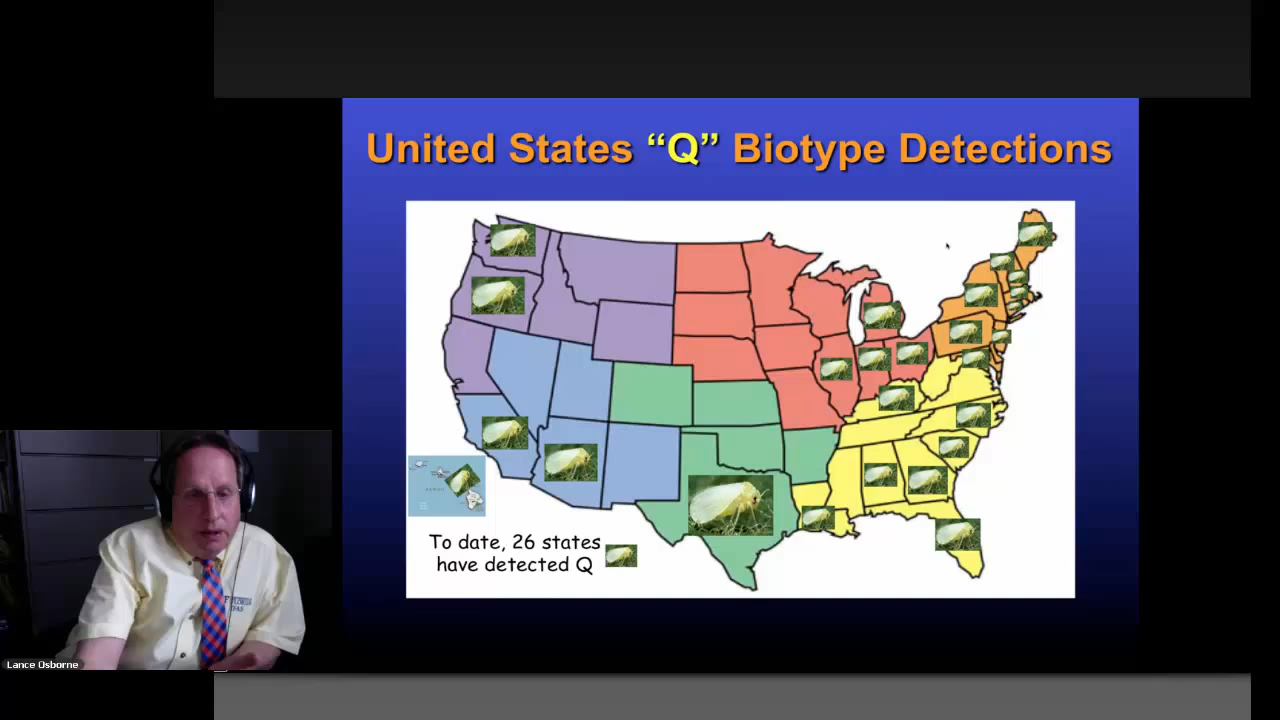 United States “Q” Biotype Detections
To date, 26 states
have detected Q
Lance Osborne